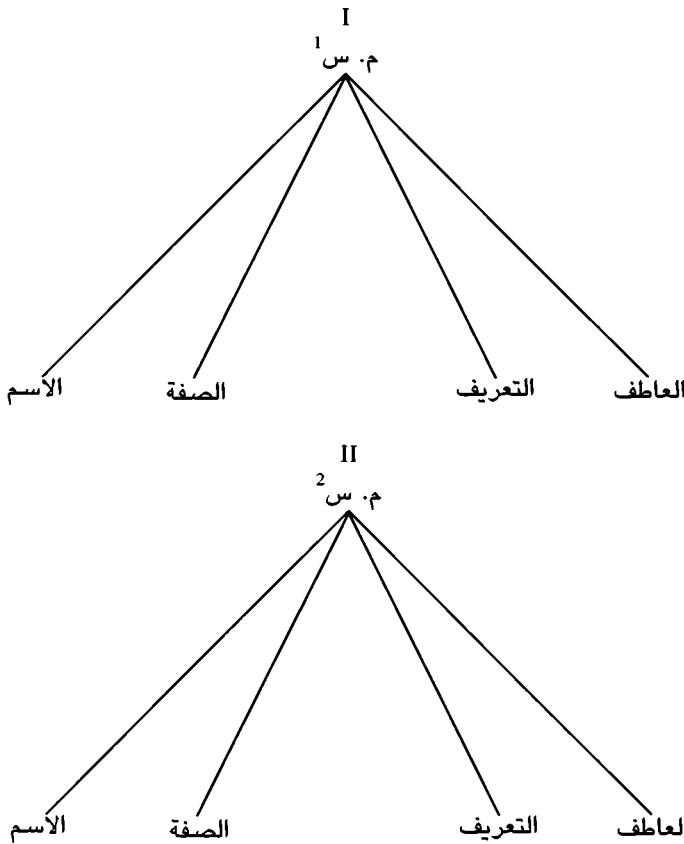 I
م. س1
العاطف التعريف الصفة الاسم
II
م. س2
لعاطف التعريف الصفة الاسم